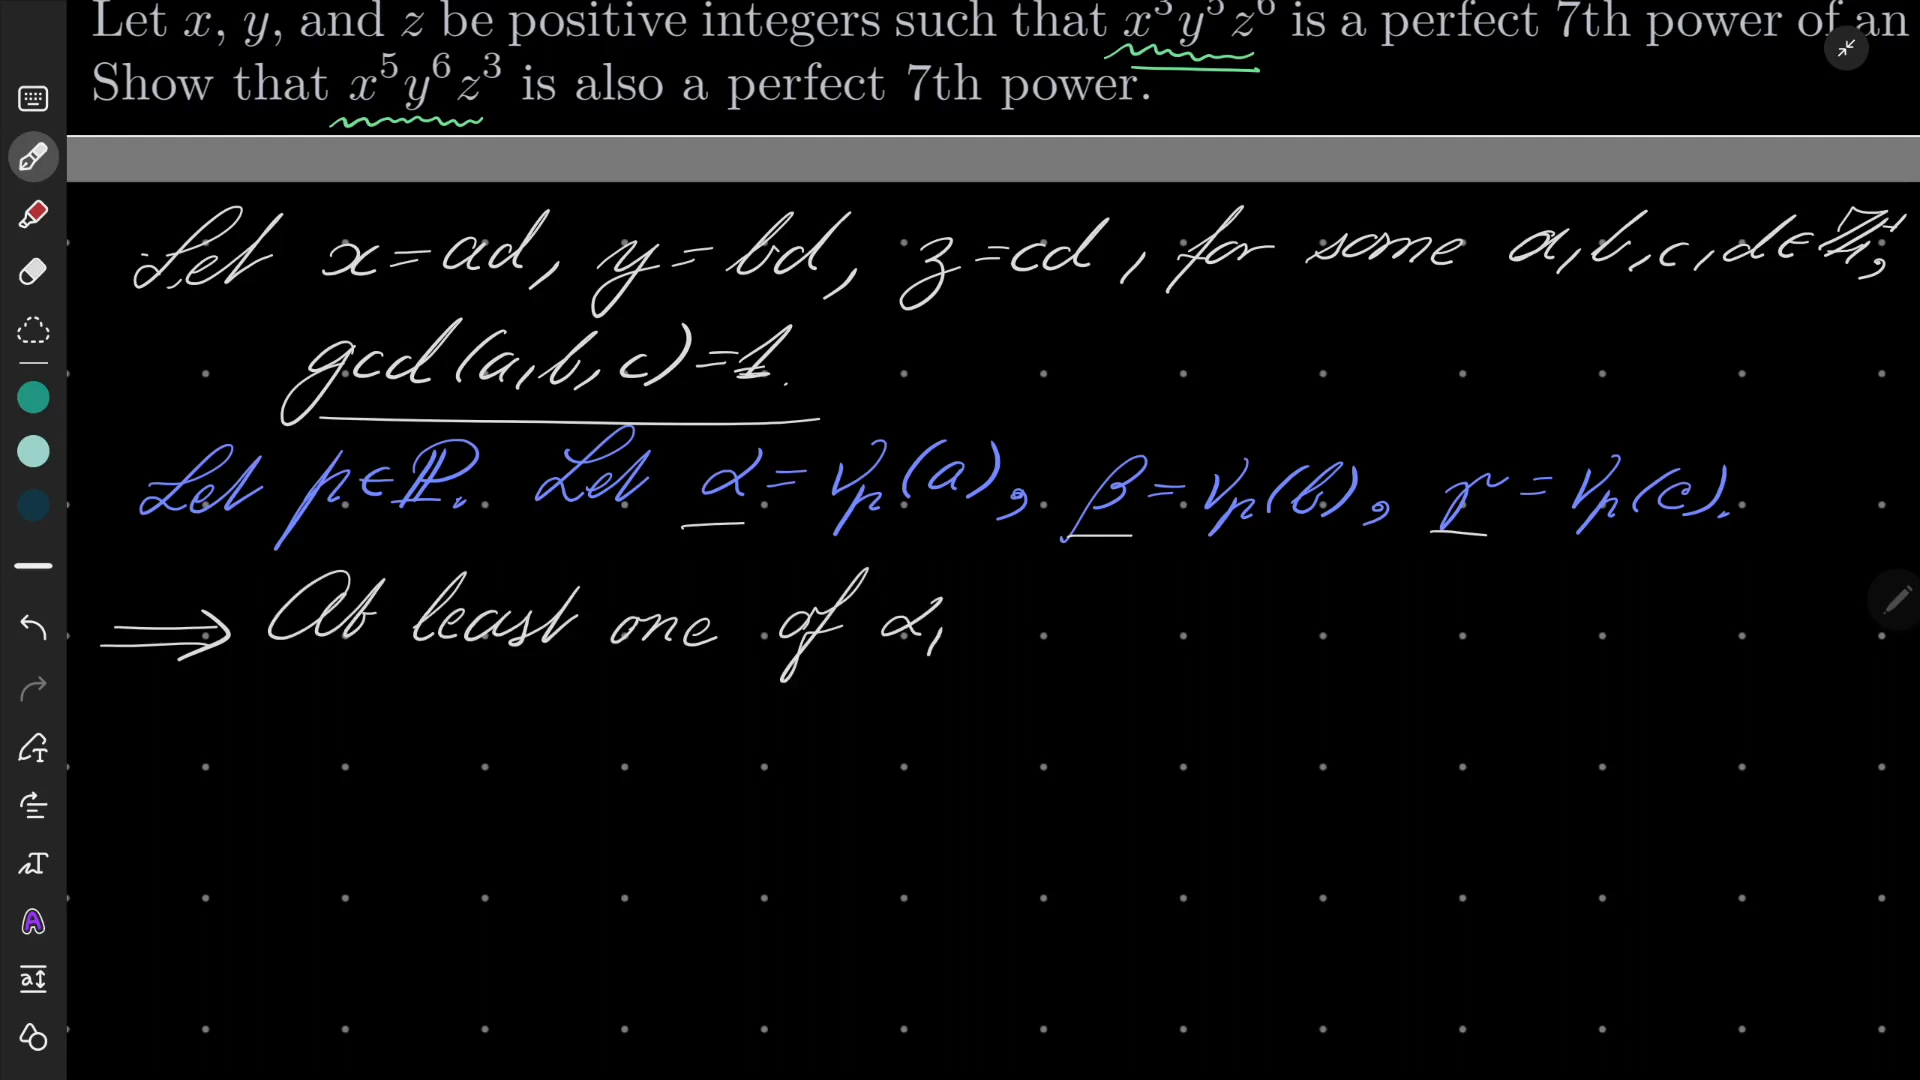 Let x, y, and z be positive integers such that x³y⁵z⁶ is a perfect 7th power of an
Show that x⁵y⁶z³ is also a perfect 7th power.
Let x=ad, y=bd, z=cd, for some a,b,c,d∈ℤ⁺,
gcd(a,b,c)=1.
Let p∈ℙ. Let α=νₚ(a), β=νₚ(b), γ=νₚ(c).
⟹ At least one of α,